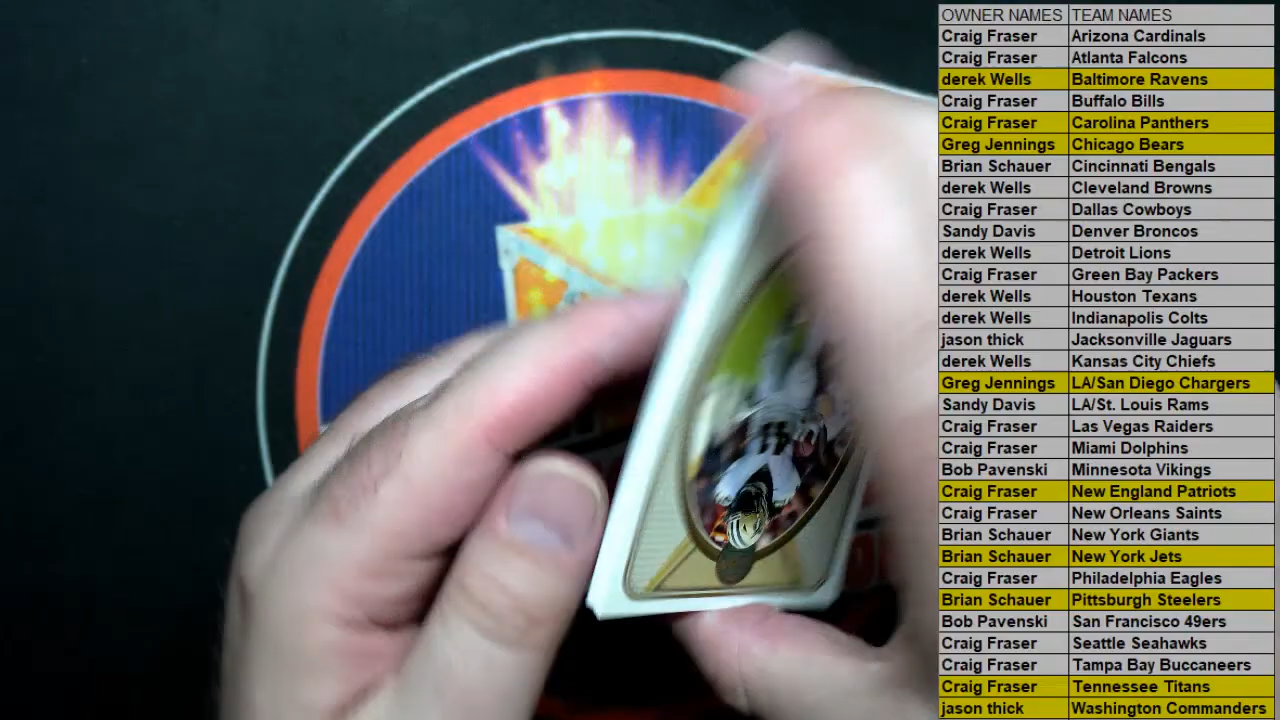 OWNER NAMES TEAM NAMES
Craig Fraser Arizona Cardinals
Craig Fraser Atlanta Falcons
derek Wells Baltimore Ravens
Craig Fraser Buffalo Bills
Craig Fraser Carolina Panthers
Greg Jennings Chicago Bears
Brian Schauer Cincinnati Bengals
derek Wells Cleveland Browns
Craig Fraser Dallas Cowboys
Sandy Davis Denver Broncos
derek Wells Detroit Lions
Craig Fraser Green Bay Packers
derek Wells Houston Texans
derek Wells Indianapolis Colts
jason thick Jacksonville Jaguars
derek Wells Kansas City Chiefs
Greg Jennings LA/San Diego Chargers
Sandy Davis LA/St. Louis Rams
Craig Fraser Las Vegas Raiders
Craig Fraser Miami Dolphins
Bob Pavenski Minnesota Vikings
Craig Fraser New England Patriots
Craig Fraser New Orleans Saints
Brian Schauer New York Giants
Brian Schauer New York Jets
Craig Fraser Philadelphia Eagles
Brian Schauer Pittsburgh Steelers
Bob Pavenski San Francisco 49ers
Craig Fraser Seattle Seahawks
Craig Fraser Tampa Bay Buccaneers
Craig Fraser Tennessee Titans
jason thick Washington Commanders